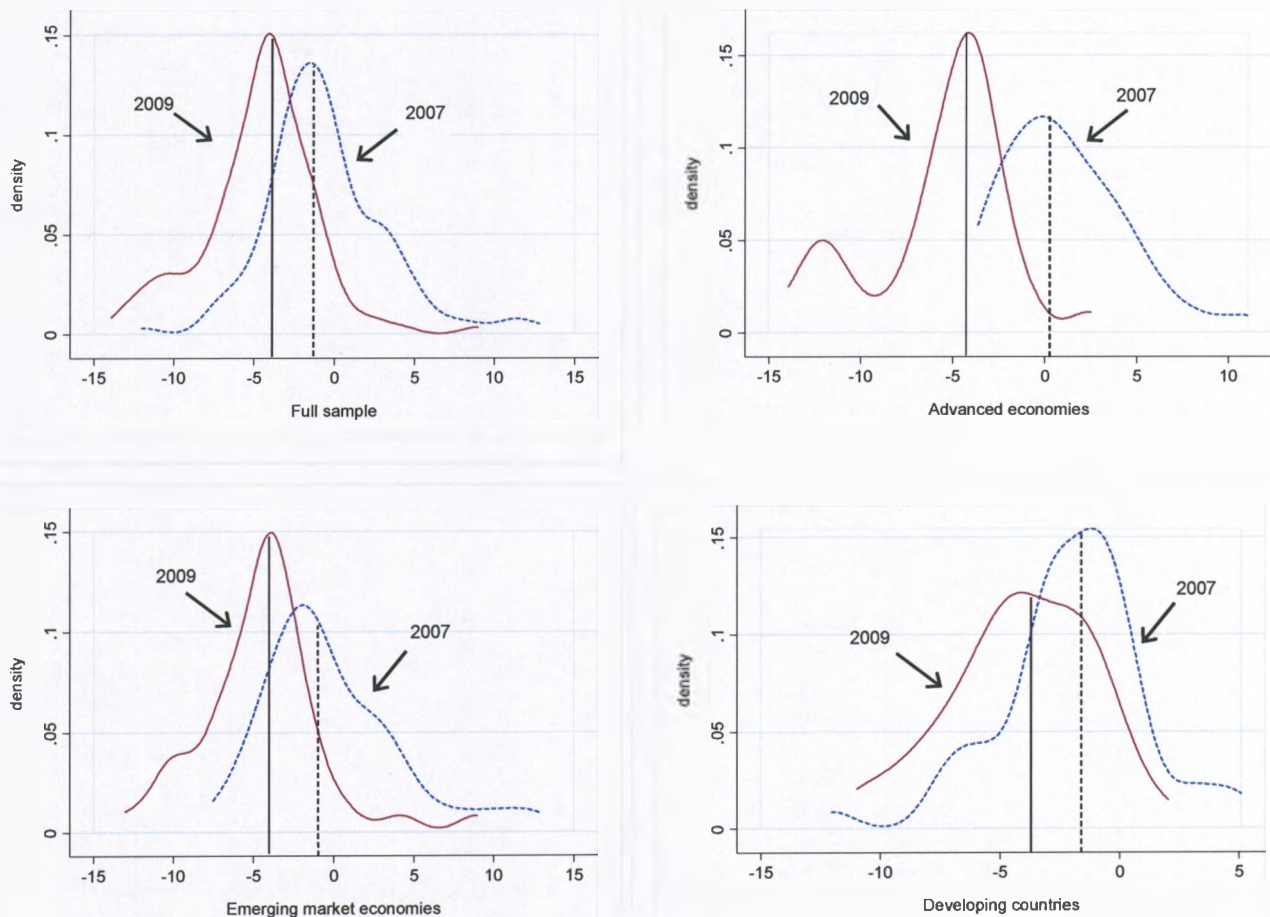 .15
.1
.05
0
density
2009
2007
-15 -10 -5 0 5 10 15
Full sample
.15
.1
.05
0
density
2009
2007
-15 -10 -5 0 5 10
Advanced economies
.15
.1
.05
0
density
2009
2007
-15 -10 -5 0 5 10 15
Emerging market economies
.15
.1
.05
0
density
2009
2007
-15 -10 -5 0 5
Developing countries